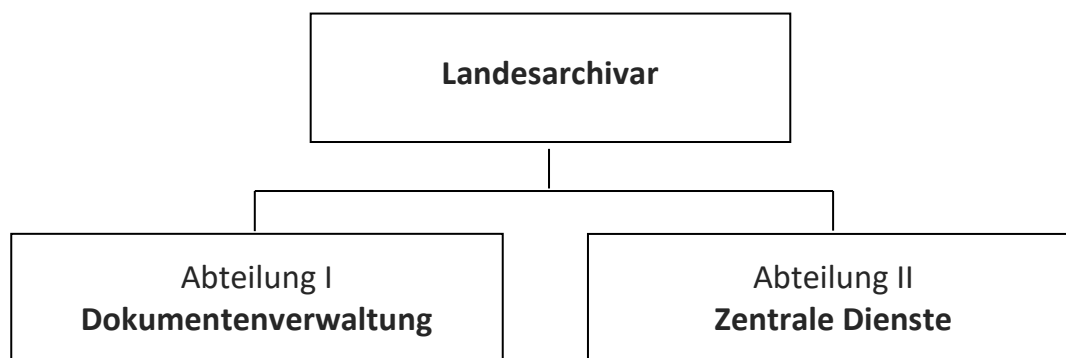 Landesarchivar
Abteilung I
Dokumentenverwaltung
Abteilung II
Zentrale Dienste